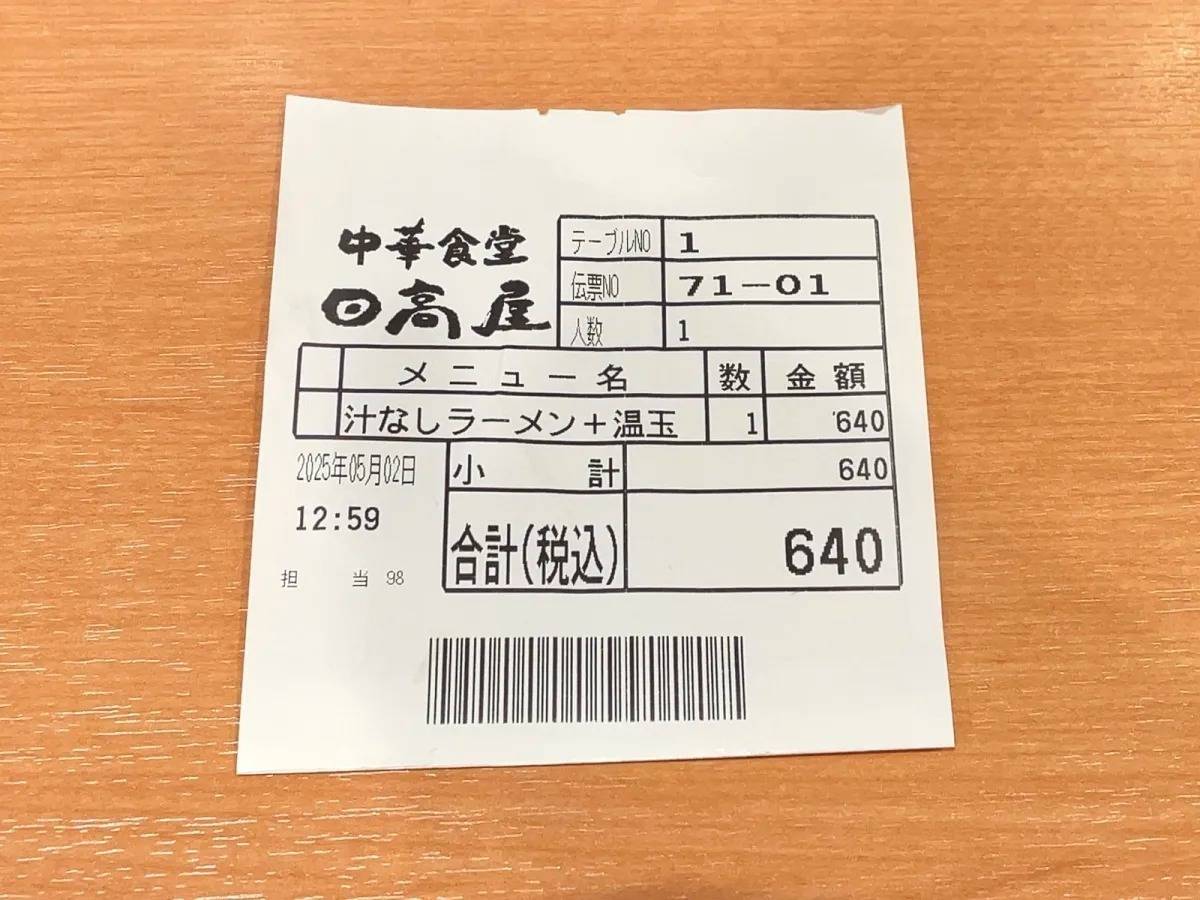 中華食堂
日高屋
テーブルNO 1
伝票NO 71-01
人数 1
メニュー名 数 金額
汁なしラーメン+温玉 1 640
2025年05月02日
12:59
小計 640
合計(税込) 640
担当 98